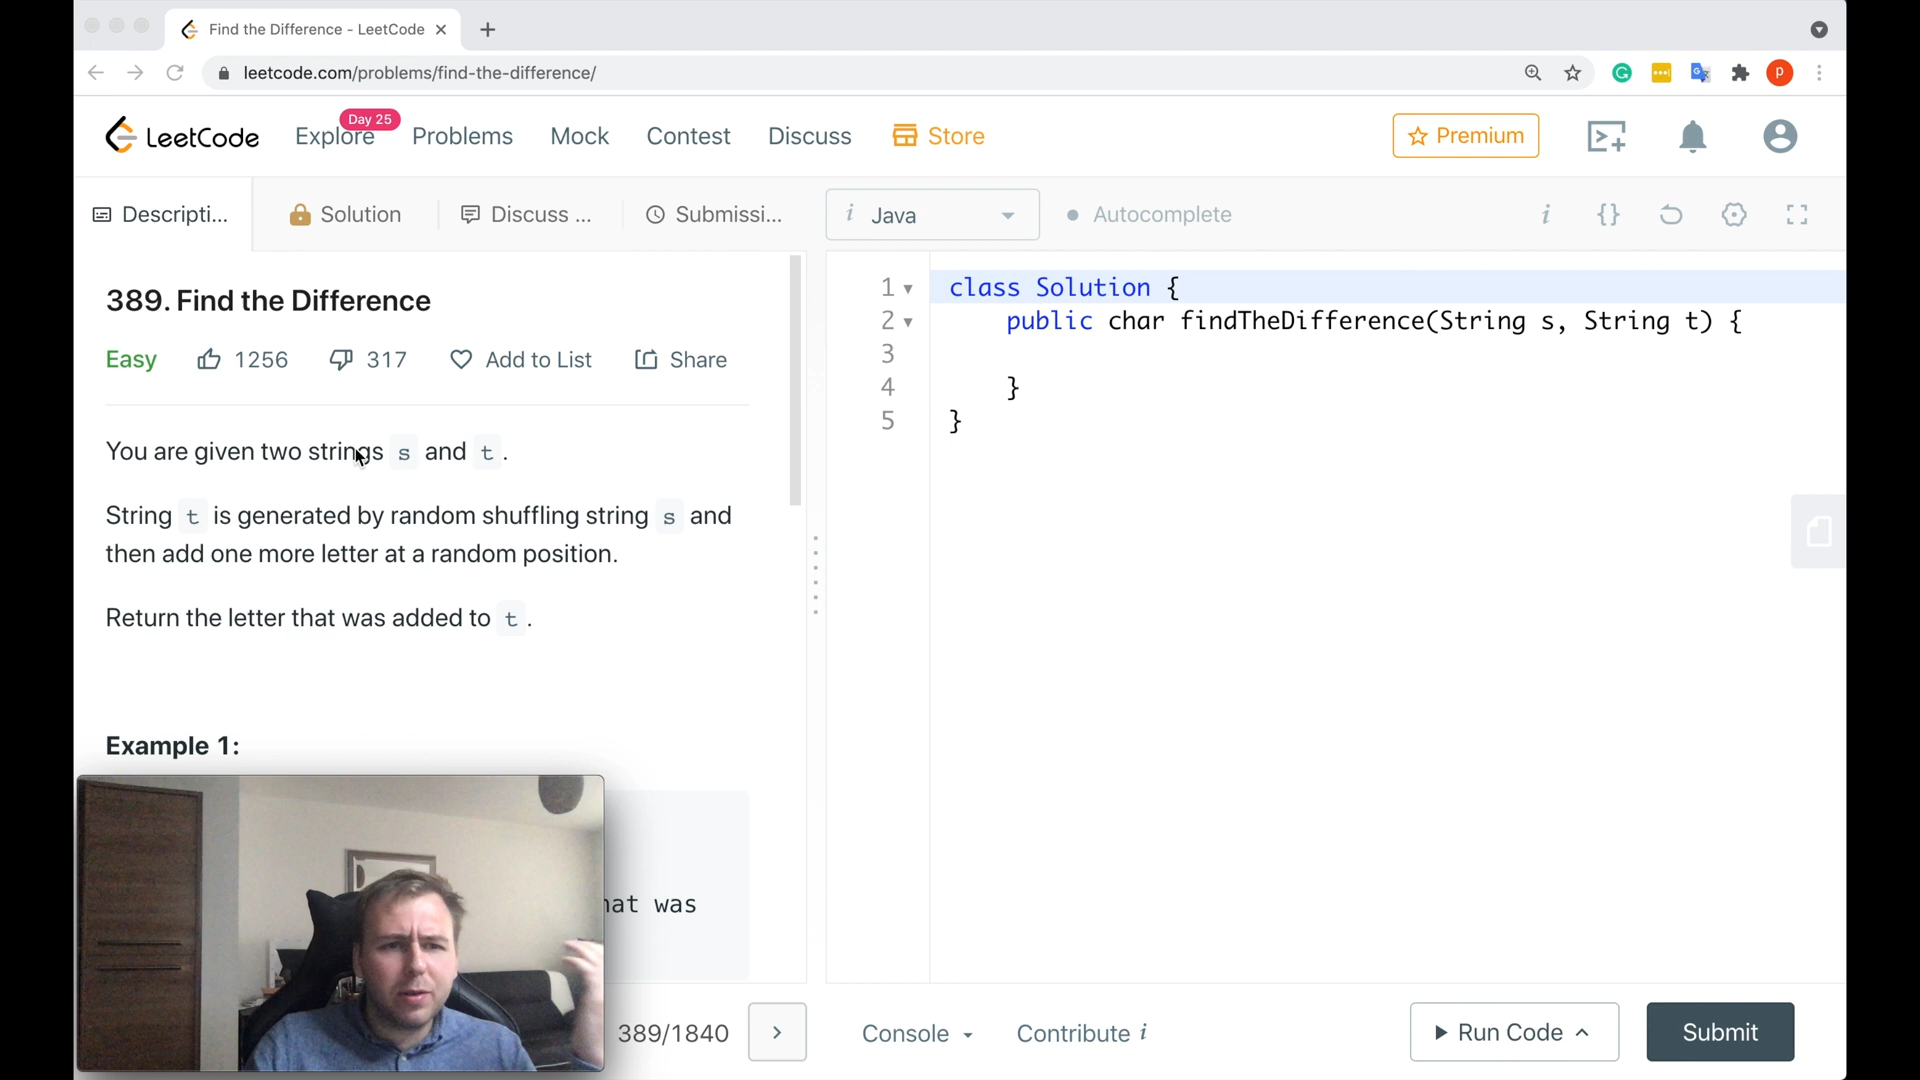 Find the Difference - LeetCode
leetcode.com/problems/find-the-difference/
P
LeetCode
Explore
Day 25
Problems
Mock
Contest
Discuss
Store
Premium
Descripti...
Solution
Discuss ...
Submissi...
i Java
Autocomplete
i {}
389. Find the Difference
Easy 1256 317 Add to List Share
You are given two strings s and t.
String t is generated by random shuffling string s and
then add one more letter at a random position.
Return the letter that was added to t.
Example 1:
was
389/1840
1 class Solution {
2 public char findTheDifference(String s, String t) {
3
4 }
5 }
Console
Contribute i
Run Code
Submit